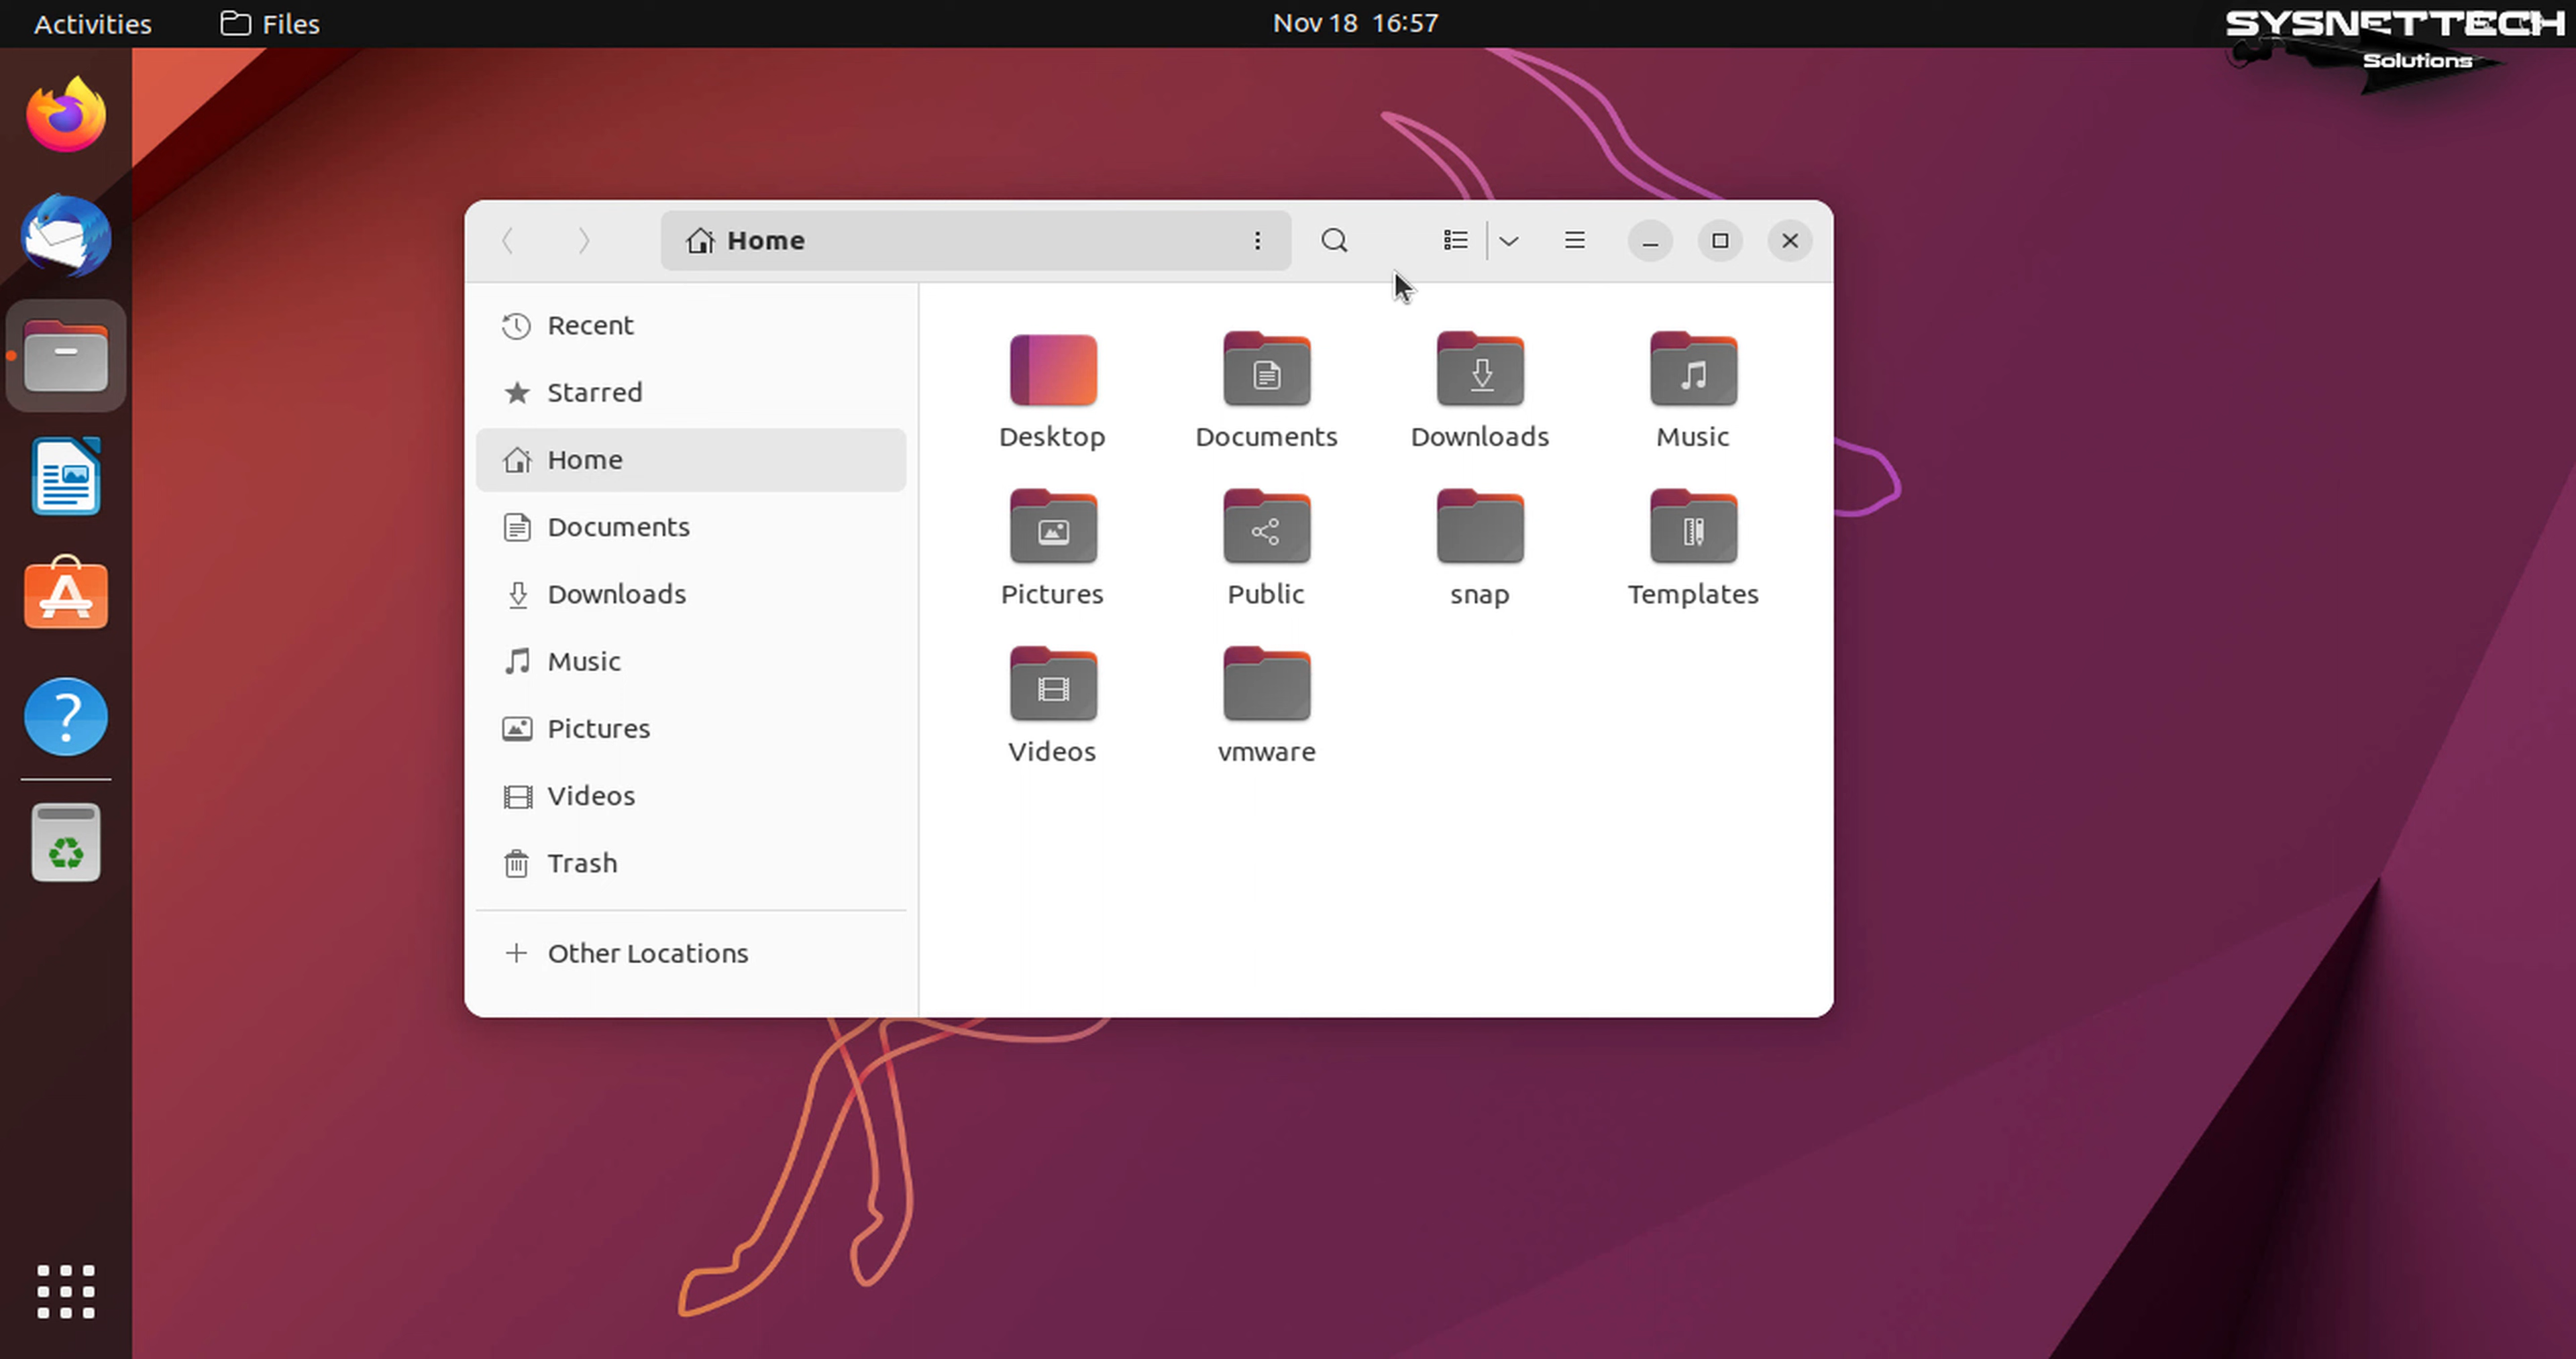 Activities Files Nov 18 16:57 SYSNETTECH
Solutions
Home
Recent
Starred
Home
Documents
Downloads
Music
Pictures
Videos
Trash
Other Locations
Desktop Documents Downloads Music
Pictures Public snap Templates
Videos vmware